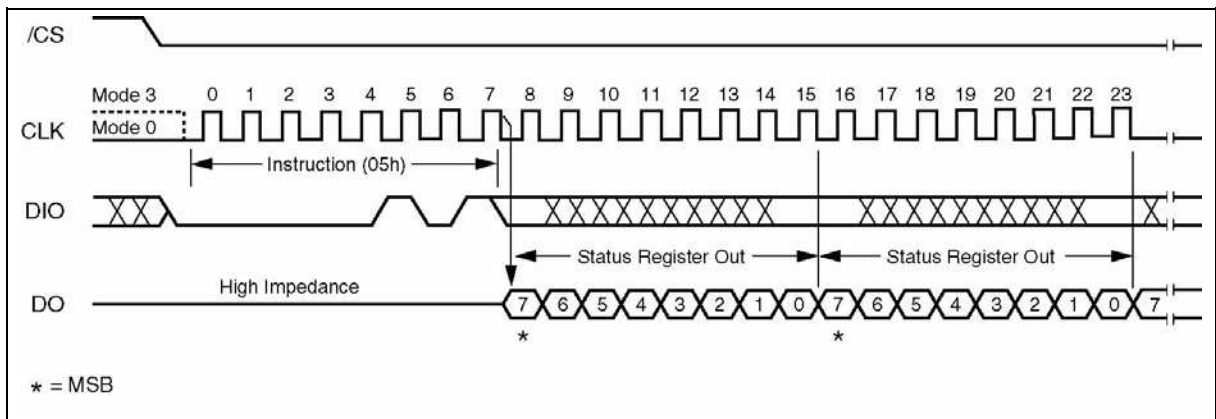 /CS
Mode 3
0 1 2 3 4 5 6 7 8 9 10 11 12 13 14 15 16 17 18 19 20 21 22 23
CLK
Mode 0
Instruction (05h)
DIO
Status Register Out
Status Register Out
High Impedance
DO
7 6 5 4 3 2 1 0 7 6 5 4 3 2 1 0 7
* *
* = MSB